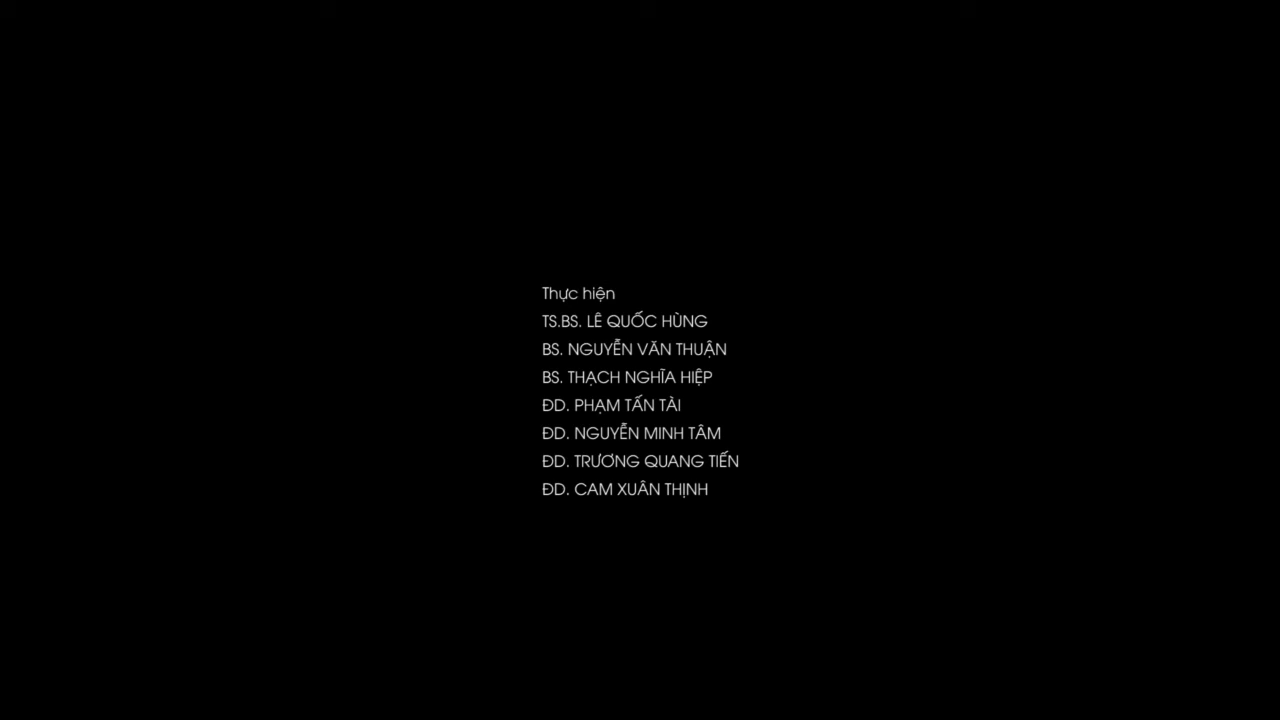 Thực hiện
TS.BS. LÊ QUỐC HÙNG
BS. NGUYỄN VĂN THUẬN
BS. THẠCH NGHĨA HIỆP
ĐD. PHẠM TẤN TÀI
ĐD. NGUYỄN MINH TÂM
ĐD. TRƯƠNG QUANG TIẾN
ĐD. CAM XUÂN THỊNH